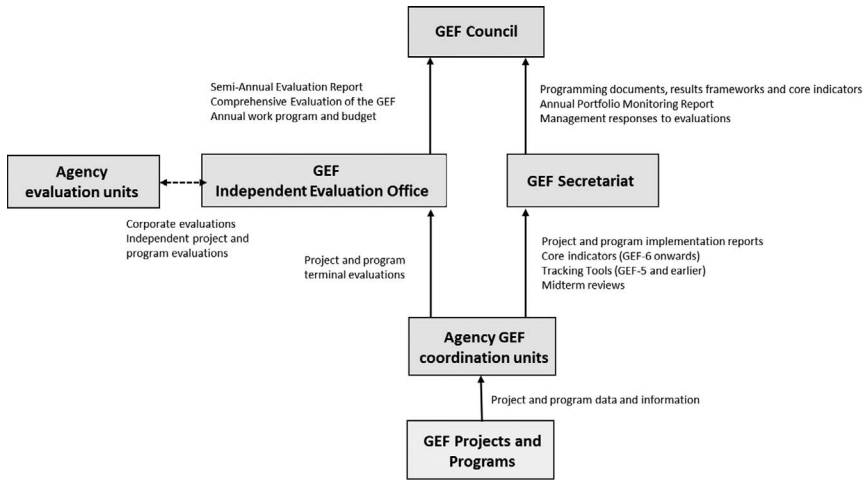 GEF Council
Semi-Annual Evaluation Report
Comprehensive Evaluation of the GEF
Annual work program and budget
Programming documents, results frameworks and core indicators
Annual Portfolio Monitoring Report
Management responses to evaluations
Agency
evaluation units
GEF
Independent Evaluation Office
GEF Secretariat
Corporate evaluations
Independent project and
program evaluations
Project and program
terminal evaluations
Project and program implementation reports
Core indicators (GEF-6 onwards)
Tracking Tools (GEF-5 and earlier)
Midterm reviews
Agency GEF
coordination units
Project and program data and information
GEF Projects and
Programs